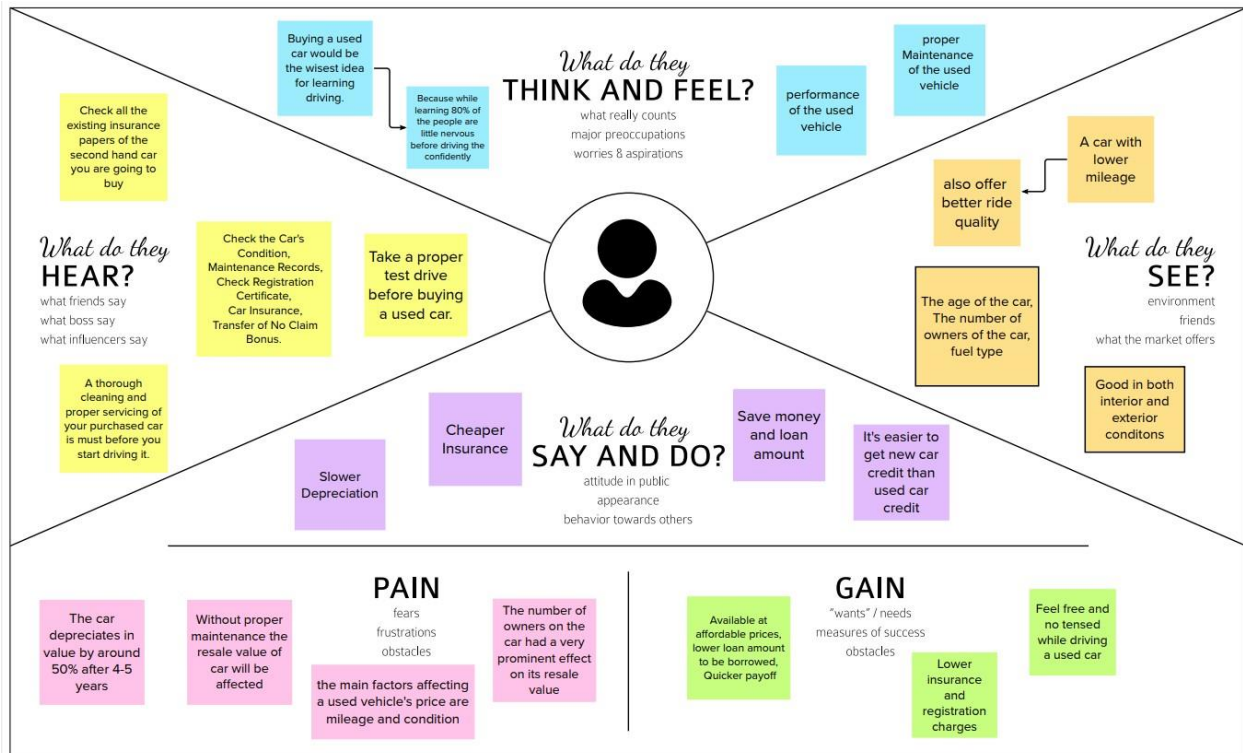 Buying a used
car would be
the wisest idea
for learning
driving.
Because while
learning 80% of
the people are
little nervous
before driving the
confidently
What do they
THINK AND FEEL?
what really counts
major preoccupations
worries & aspirations
performance
of the used
vehicle
proper
Maintenance
of the used
vehicle
Check all the
existing insurance
papers of the
second hand car
you are going to
buy
What do they
HEAR?
what friends say
what boss say
what influencers say
Check the Car's
Condition,
Maintenance Records,
Check Registration
Certificate,
Car Insurance,
Transfer of No Claim
Bonus.
Take a proper
test drive
before buying
a used car.
A thorough
cleaning and
proper servicing of
your purchased car
is must before you
start driving it.
A car with
lower
mileage
also offer
better ride
quality
What do they
SEE?
environment
friends
what the market offers
The age of the car,
The number of
owners of the car,
fuel type
Good in both
interior and
exterior
conditons
Slower
Depreciation
Cheaper
Insurance
What do they
SAY AND DO?
attitude in public
appearance
behavior towards others
Save money
and loan
amount
It's easier to
get new car
credit than
used car
credit
PAIN
fears
frustrations
obstacles
The car
depreciates in
value by around
50% after 4-5
years
Without proper
maintenance the
resale value of
car will be
affected
the main factors affecting
a used vehicle's price are
mileage and condition
The number of
owners on the
car had a very
prominent effect
on its resale
value
GAIN
"wants" / needs
measures of success
obstacles
Available at
affordable prices,
lower loan amount
to be borrowed,
Quicker payoff
Lower
insurance
and
registration
charges
Feel free and
no tensed
while driving
a used car